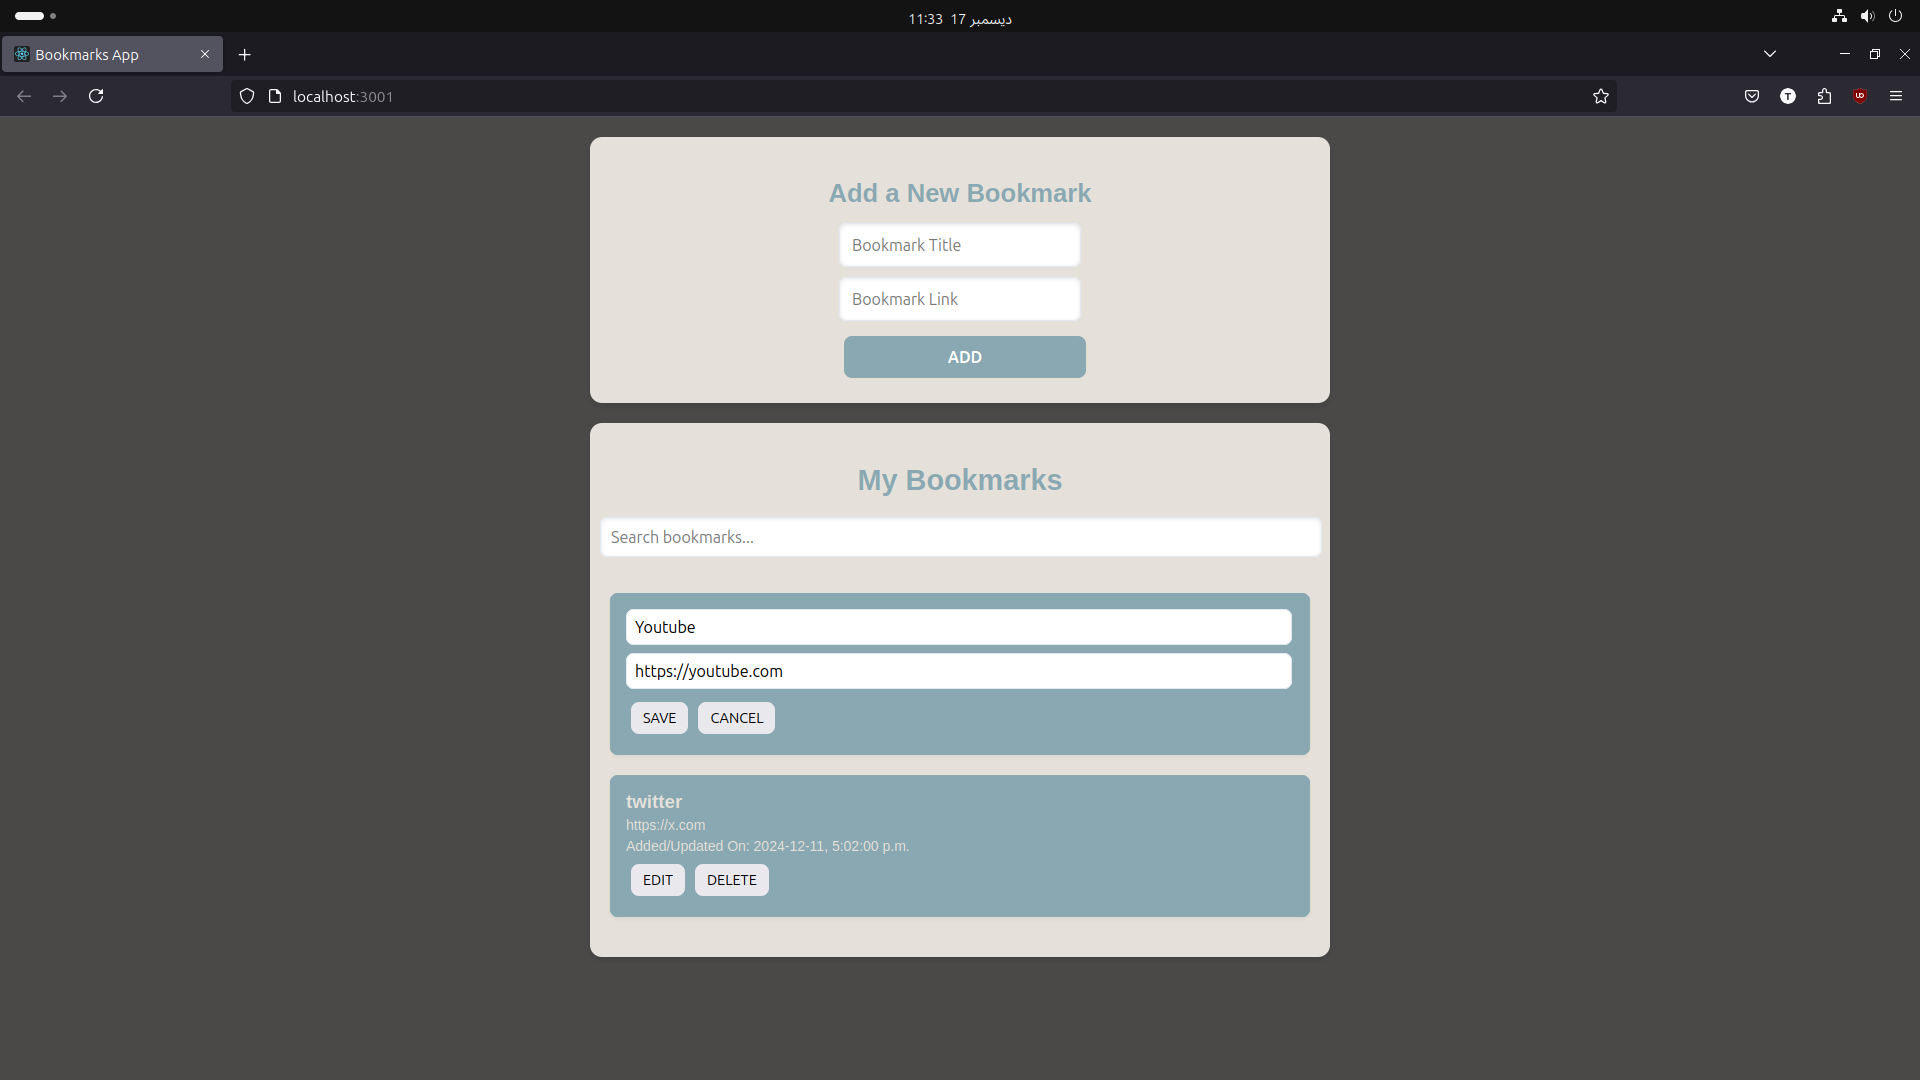 11:33 17 ديسمبر
Bookmarks App
localhost:3001
T
UD
Add a New Bookmark
Bookmark Title
Bookmark Link
ADD
My Bookmarks
Search bookmarks...
Youtube
https://youtube.com
SAVE CANCEL
twitter
https://x.com
Added/Updated On: 2024-12-11, 5:02:00 p.m.
EDIT DELETE